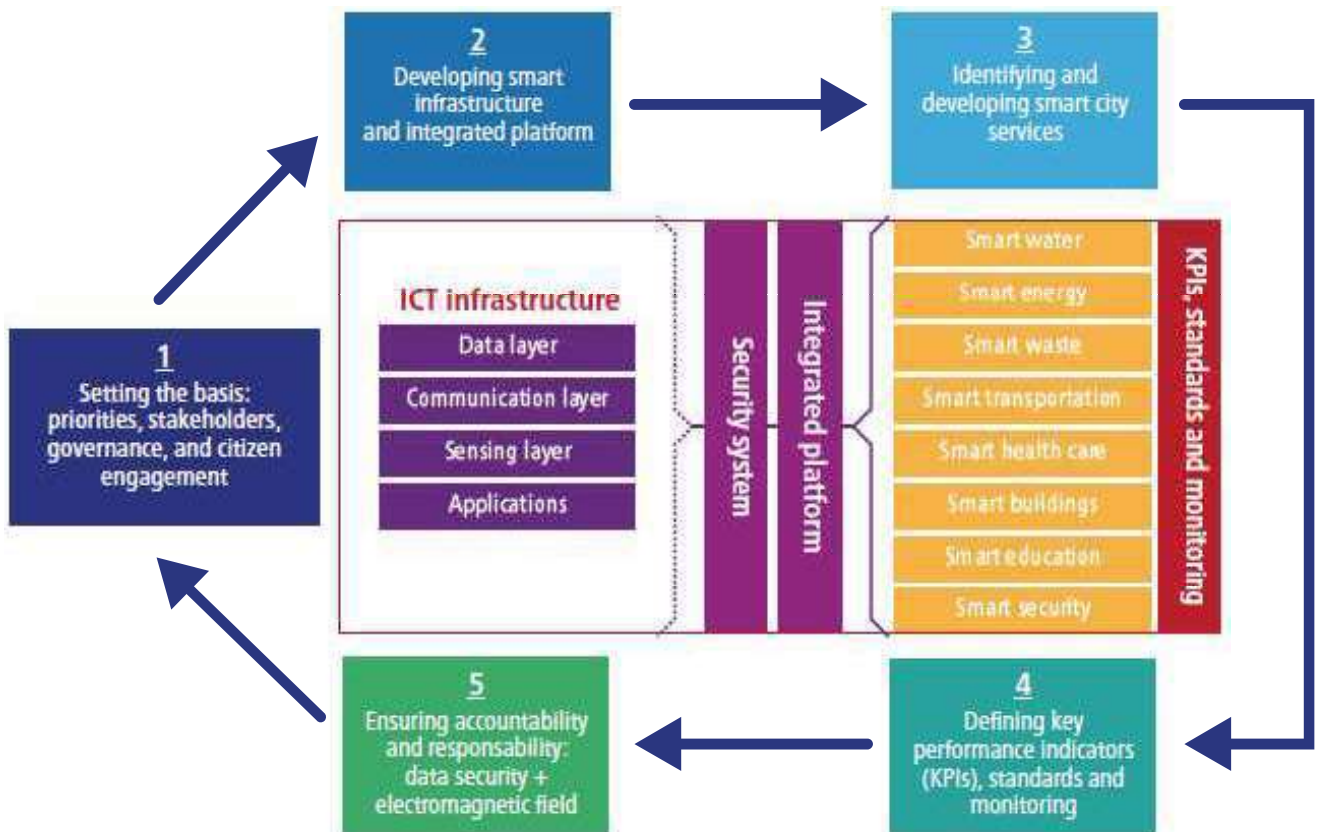 2
Developing smart
infrastructure
and integrated platform
3
Identifying and
developing smart city
services
1
Setting the basis:
priorities, stakeholders,
governance, and citizen
engagement
ICT infrastructure
Data layer
Communication layer
Sensing layer
Applications
Security system
Integrated platform
Smart water
Smart energy
Smart waste
Smart transportation
Smart health care
Smart buildings
Smart education
Smart security
KPIs, standards and monitoring
5
Ensuring accountability
and responsability:
data security +
electromagnetic field
4
Defining key
performance indicators
(KPIs), standards and
monitoring